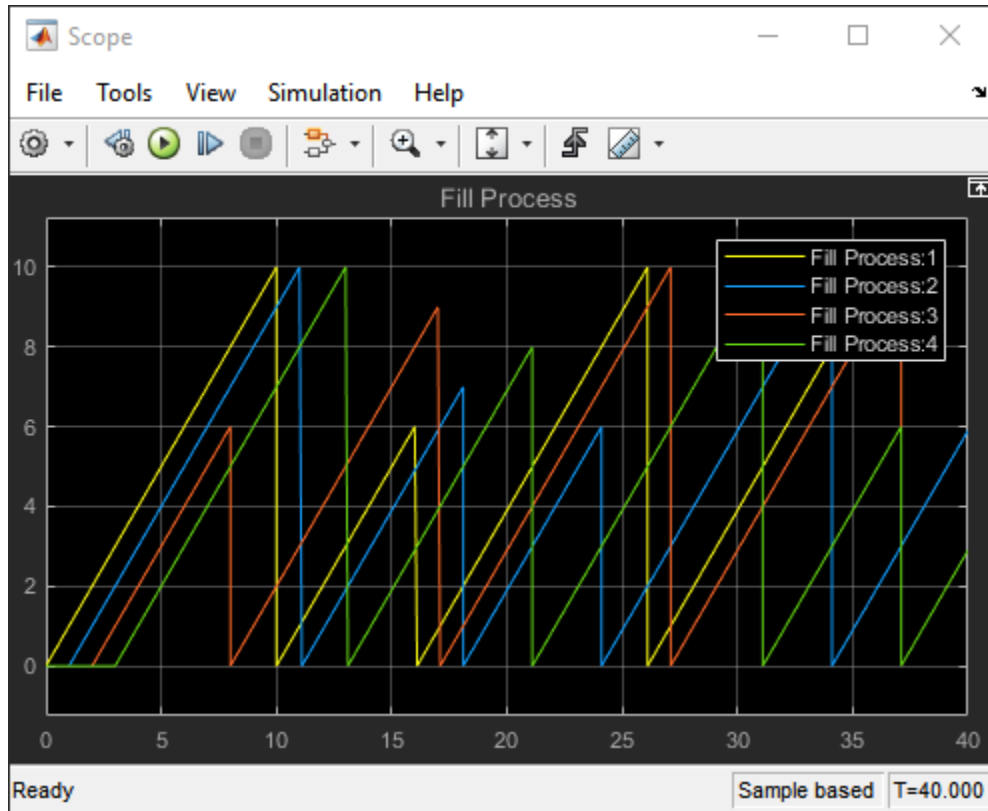 Scope
File Tools View Simulation Help
Fill Process
10
8
6
4
2
0
Fill Process:1
Fill Process:2
Fill Process:3
Fill Process:4
0 5 10 15 20 25 30 35 40
Ready Sample based T=40.000